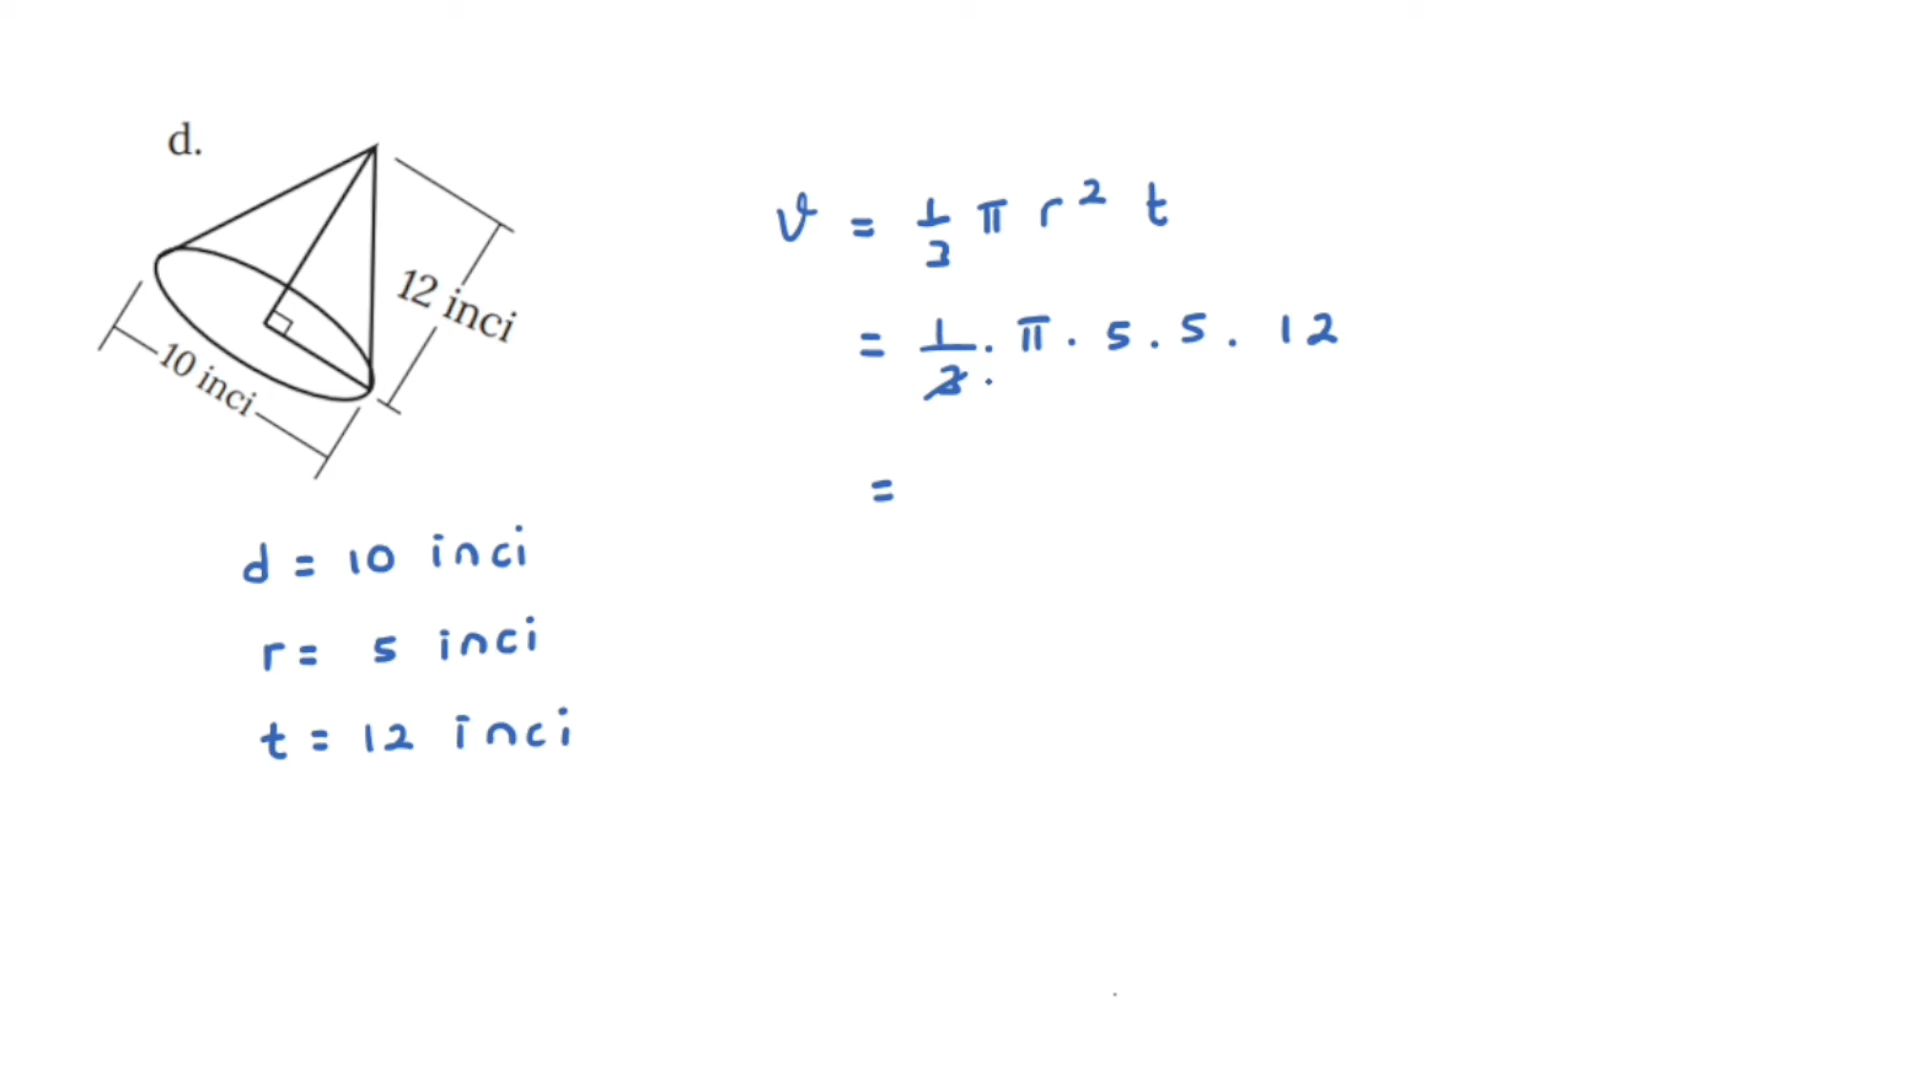 d.
12 inci
10 inci
V = 1/3 π r² t
= 1/3 . π . 5 . 5 . 12
=
d = 10 inci
r = 5 inci
t = 12 inci